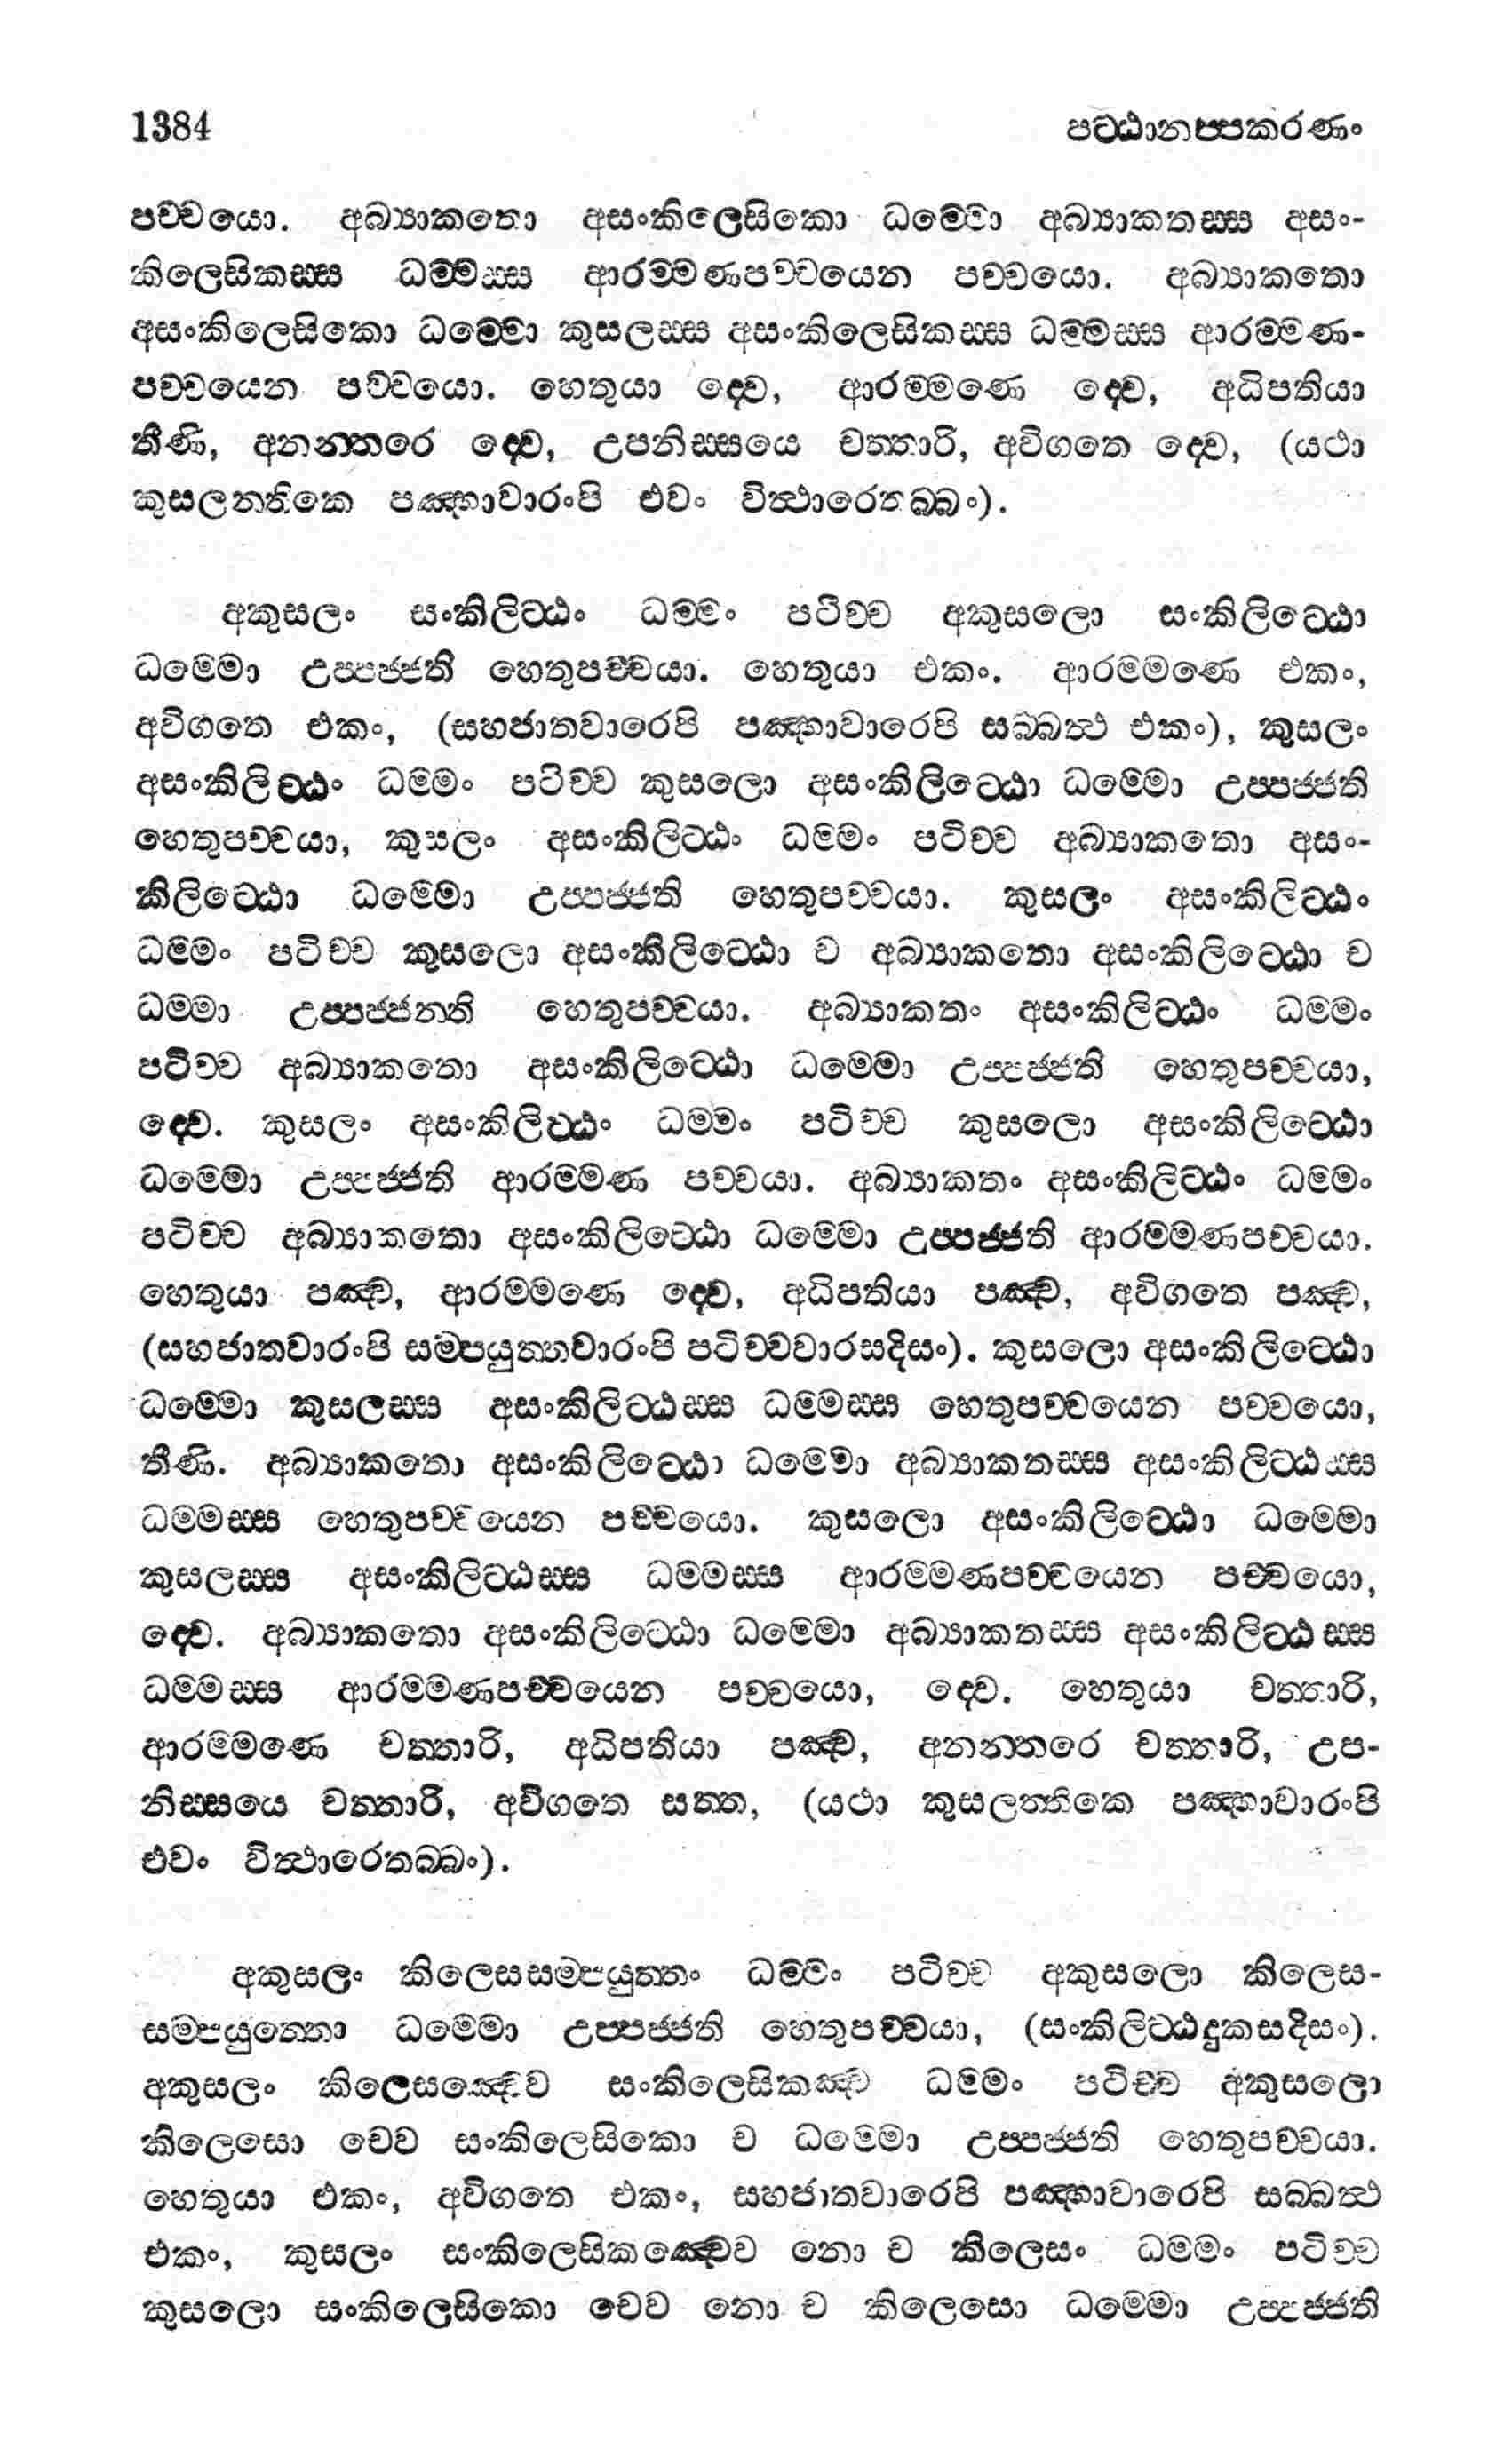 1384 පට්ඨානප්පකරණං
පච්චයො. අබ්‍යාකතො අසංකිලෙසිකො ධම්මො අබ්‍යාකතස්ස අසං-
කිලෙසිකස්ස ධම්මස්ස ආරම්මණපච්චයෙන පච්චයො. අබ්‍යාකතො
අසංකිලෙසිකො ධම්මො කුසලස්ස අසංකිලෙසිකස්ස ධම්මස්ස ආරම්මණ-
පච්චයෙන පච්චයො. හෙතුයා ද්වෙ, ආරම්මණෙ ද්වෙ, අධිපතියා
තීණි, අනන්තරෙ ද්වෙ, උපනිස්සයෙ චත්තාරි, අවිගතෙ ද්වෙ, (යථා
කුසලත්තිකෙ පඤ්හාවාරංපි එවං විත්ථාරෙතබ්බං).
අකුසලං සංකිලිට්ඨං ධම්මං පටිච්ච අකුසලො සංකිලිට්ඨො
ධම්මො උප්පජ්ජති හෙතුපච්චයා. හෙතුයා එකං. ආරම්මණෙ එකං,
අවිගතෙ එකං, (සහජාතවාරෙපි පඤ්හාවාරෙපි සබ්බත්ථ එකං), කුසලං
අසංකිලිට්ඨං ධම්මං පටිච්ච කුසලො අසංකිලිට්ඨො ධම්මො උප්පජ්ජති
හෙතුපච්චයා, කුසලං අසංකිලිට්ඨං ධම්මං පටිච්ච අබ්‍යාකතො අසං-
කිලිට්ඨො ධම්මො උප්පජ්ජති හෙතුපච්චයා. කුසලං අසංකිලිට්ඨං
ධම්මං පටිච්ච කුසලො අසංකිලිට්ඨො ච අබ්‍යාකතො අසංකිලිට්ඨො ච
ධම්මා උප්පජ්ජන්ති හෙතුපච්චයා. අබ්‍යාකතං අසංකිලිට්ඨං ධම්මං
පටිච්ච අබ්‍යාකතො අසංකිලිට්ඨො ධම්මො උප්පජ්ජති හෙතුපච්චයා,
ද්වෙ. කුසලං අසංකිලිට්ඨං ධම්මං පටිච්ච කුසලො අසංකිලිට්ඨො
ධම්මො උප්පජ්ජති ආරම්මණ පච්චයා. අබ්‍යාකතං අසංකිලිට්ඨං ධම්මං
පටිච්ච අබ්‍යාකතො අසංකිලිට්ඨො ධම්මො උප්පජ්ජති ආරම්මණපච්චයා.
හෙතුයා පඤ්ච, ආරම්මණෙ ද්වෙ, අධිපතියා පඤ්ච, අවිගතෙ පඤ්ච,
(සහජාතවාරංපි සම්පයුත්තවාරංපි පටිච්චවාරසදිසං). කුසලො අසංකිලිට්ඨො
ධම්මො කුසලස්ස අසංකිලිට්ඨස්ස ධම්මස්ස හෙතුපච්චයෙන පච්චයො,
තීණි. අබ්‍යාකතො අසංකිලිට්ඨො ධම්මො අබ්‍යාකතස්ස අසංකිලිට්ඨස්ස
ධම්මස්ස හෙතුපච්චයෙන පච්චයො. කුසලො අසංකිලිට්ඨො ධම්මො
කුසලස්ස අසංකිලිට්ඨස්ස ධම්මස්ස ආරම්මණපච්චයෙන පච්චයො,
ද්වෙ. අබ්‍යාකතො අසංකිලිට්ඨො ධම්මො අබ්‍යාකතස්ස අසංකිලිට්ඨස්ස
ධම්මස්ස ආරම්මණපච්චයෙන පච්චයො, ද්වෙ. හෙතුයා චත්තාරි,
ආරම්මණෙ චත්තාරි, අධිපතියා පඤ්ච, අනන්තරෙ චත්තාරි, උප-
නිස්සයෙ චත්තාරි, අවිගතෙ සත්ත, (යථා කුසලත්තිකෙ පඤ්හාවාරංපි
එවං විත්ථාරෙතබ්බං).
අකුසලං කිලෙසසම්පයුත්තං ධම්මං පටිච්ච අකුසලො කිලෙස-
සම්පයුත්තො ධම්මො උප්පජ්ජති හෙතුපච්චයා, (සංකිලිට්ඨදුකසදිසං).
අකුසලං කිලෙසඤ්චෙව සංකිලෙසිකඤ්ච ධම්මං පටිච්ච අකුසලො
කිලෙසො චෙව සංකිලෙසිකො ච ධම්මො උප්පජ්ජති හෙතුපච්චයා.
හෙතුයා එකං, අවිගතෙ එකං, සහජාතවාරෙපි පඤ්හාවාරෙපි සබ්බත්ථ
එකං, කුසලං සංකිලෙසිකඤ්චෙව නො ච කිලෙසං ධම්මං පටිච්ච
කුසලො සංකිලෙසිකො චෙව නො ච කිලෙසො ධම්මො උප්පජ්ජති